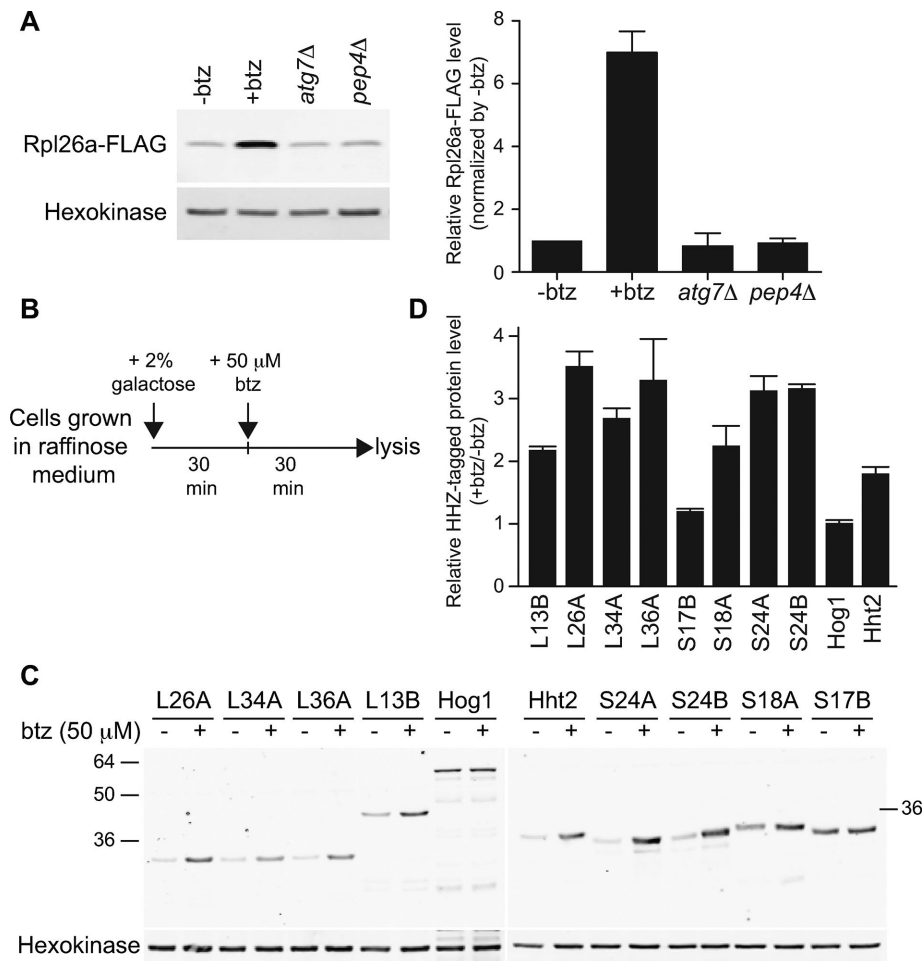 A
-btz
+btz
atg7Δ
pep4Δ
Rpl26a-FLAG
Hexokinase
Relative Rpl26a-FLAG level
(normalized by -btz)
8
6
4
2
0
-btz
+btz
atg7Δ
pep4Δ
B
+ 2%
galactose
+ 50 μM
btz
Cells grown
in raffinose
medium
30
min
30
min
lysis
D
Relative HHZ-tagged protein level
(+btz/-btz)
4
3
2
1
0
L13B
L26A
L34A
L36A
S17B
S18A
S24A
S24B
Hog1
Hht2
C
L26A L34A L36A L13B Hog1 Hht2 S24A S24B S18A S17B
btz (50 μM) - + - + - + - + - + - + - + - + - + - +
64
50
36
36
Hexokinase